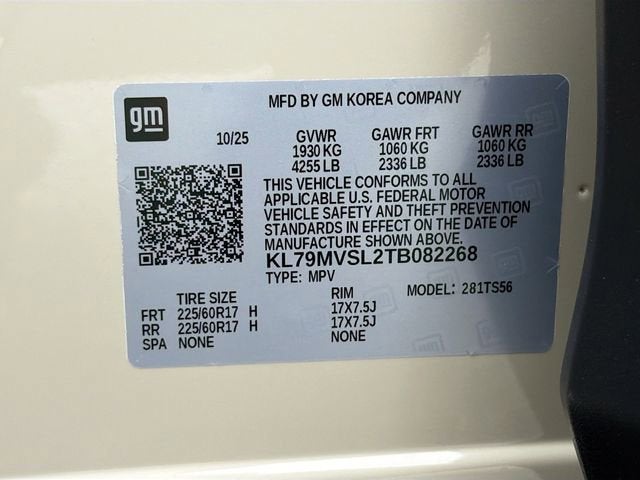 gm
MFD BY GM KOREA COMPANY
10/25 GVWR GAWR FRT GAWR RR
1930 KG 1060 KG 1060 KG
4255 LB 2336 LB 2336 LB
THIS VEHICLE CONFORMS TO ALL
APPLICABLE U.S. FEDERAL MOTOR
VEHICLE SAFETY AND THEFT PREVENTION
STANDARDS IN EFFECT ON THE DATE OF
MANUFACTURE SHOWN ABOVE.
KL79MVSL2TB082268
TYPE: MPV
TIRE SIZE RIM MODEL: 281TS56
FRT 225/60R17 H 17X7.5J
RR 225/60R17 H 17X7.5J
SPA NONE NONE